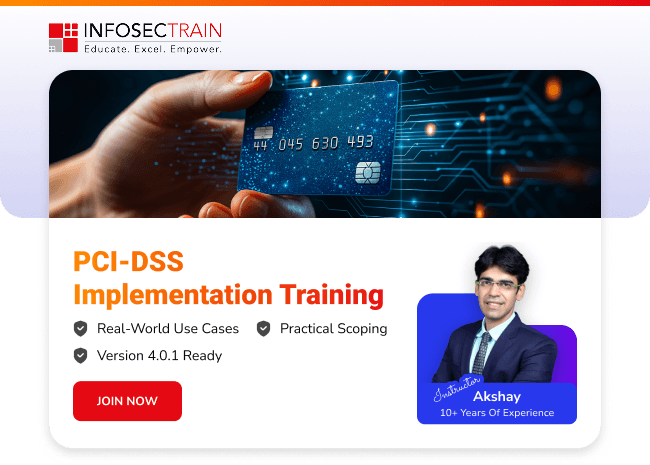 INFOSECTRAIN
Educate. Excel. Empower.
44 045 630 493
PCI-DSS
Implementation Training
Real-World Use Cases
Practical Scoping
Version 4.0.1 Ready
JOIN NOW
Instructor
Akshay
10+ Years Of Experience